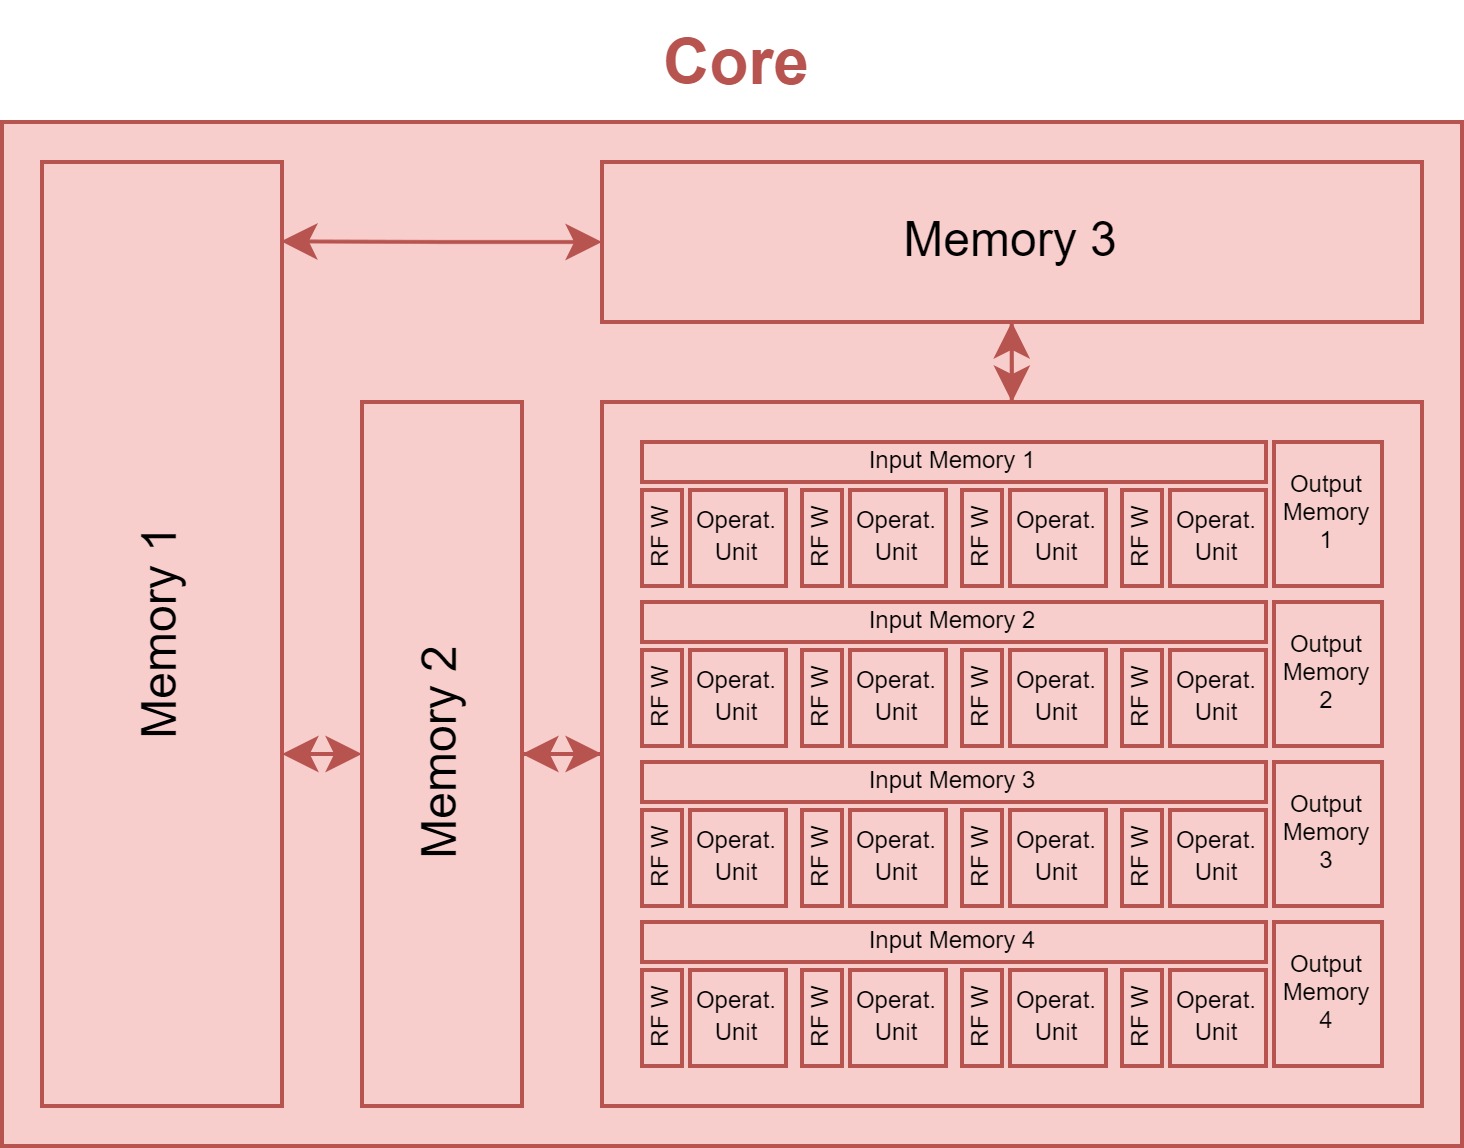 Core
Memory 1
Memory 2
Memory 3
Input Memory 1
RF W
Operat.
Unit
RF W
Operat.
Unit
RF W
Operat.
Unit
RF W
Operat.
Unit
Output
Memory
1
Input Memory 2
RF W
Operat.
Unit
RF W
Operat.
Unit
RF W
Operat.
Unit
RF W
Operat.
Unit
Output
Memory
2
Input Memory 3
RF W
Operat.
Unit
RF W
Operat.
Unit
RF W
Operat.
Unit
RF W
Operat.
Unit
Output
Memory
3
Input Memory 4
RF W
Operat.
Unit
RF W
Operat.
Unit
RF W
Operat.
Unit
RF W
Operat.
Unit
Output
Memory
4